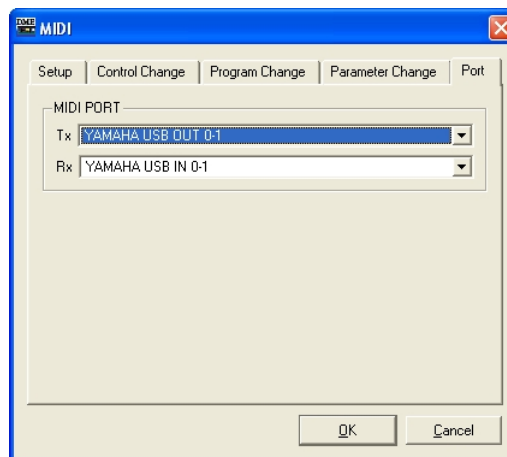 DME MIDI
Setup Control Change Program Change Parameter Change Port
MIDI PORT
Tx YAMAHA USB OUT 0-1
Rx YAMAHA USB IN 0-1
OK Cancel